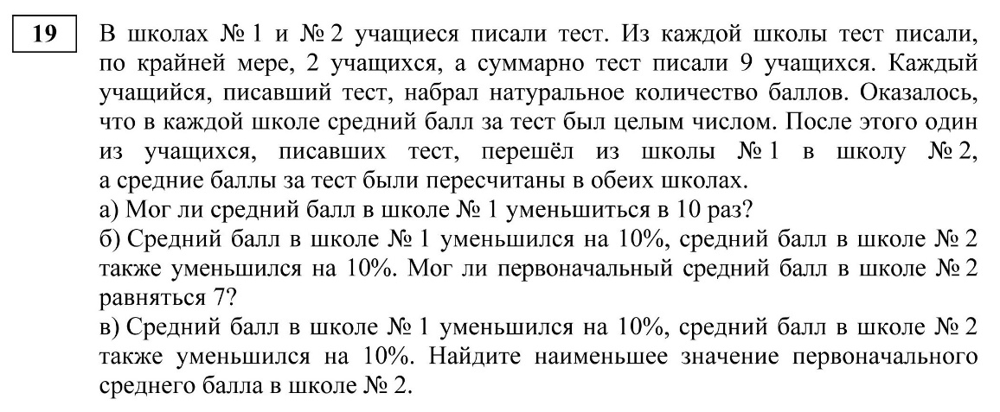 19 В школах № 1 и № 2 учащиеся писали тест. Из каждой школы тест писали,
по крайней мере, 2 учащихся, а суммарно тест писали 9 учащихся. Каждый
учащийся, писавший тест, набрал натуральное количество баллов. Оказалось,
что в каждой школе средний балл за тест был целым числом. После этого один
из учащихся, писавших тест, перешёл из школы № 1 в школу № 2,
а средние баллы за тест были пересчитаны в обеих школах.
а) Мог ли средний балл в школе № 1 уменьшиться в 10 раз?
б) Средний балл в школе № 1 уменьшился на 10%, средний балл в школе № 2
также уменьшился на 10%. Мог ли первоначальный средний балл в школе № 2
равняться 7?
в) Средний балл в школе № 1 уменьшился на 10%, средний балл в школе № 2
также уменьшился на 10%. Найдите наименьшее значение первоначального
среднего балла в школе № 2.